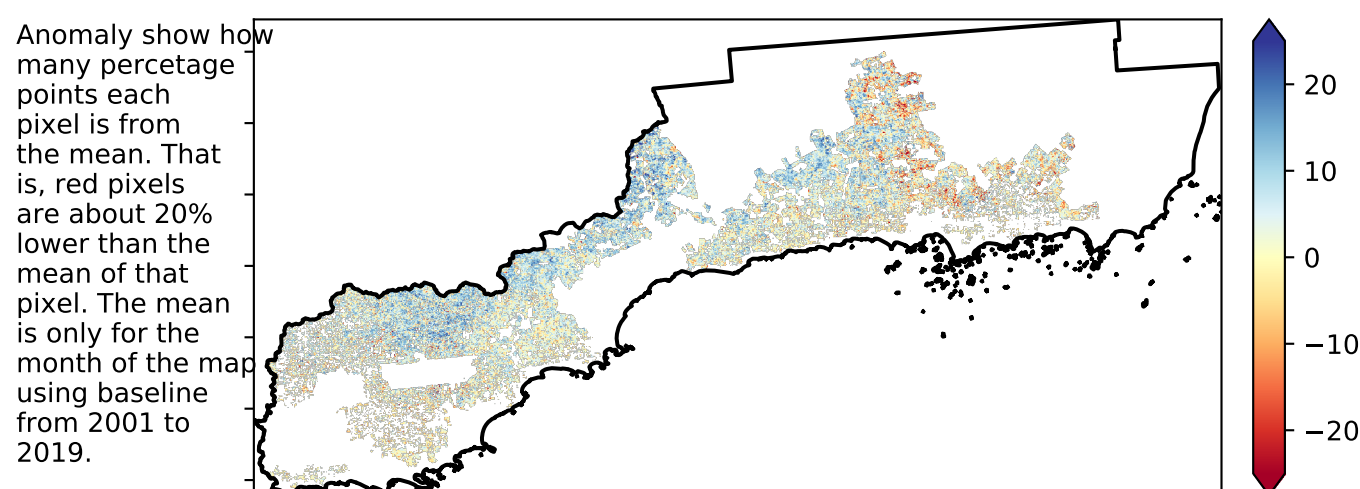 Anomaly show how
many percetage
points each
pixel is from
the mean. That
is, red pixels
are about 20%
lower than the
mean of that
pixel. The mean
is only for the
month of the map
using baseline
from 2001 to
2019.
20
10
0
−10
−20